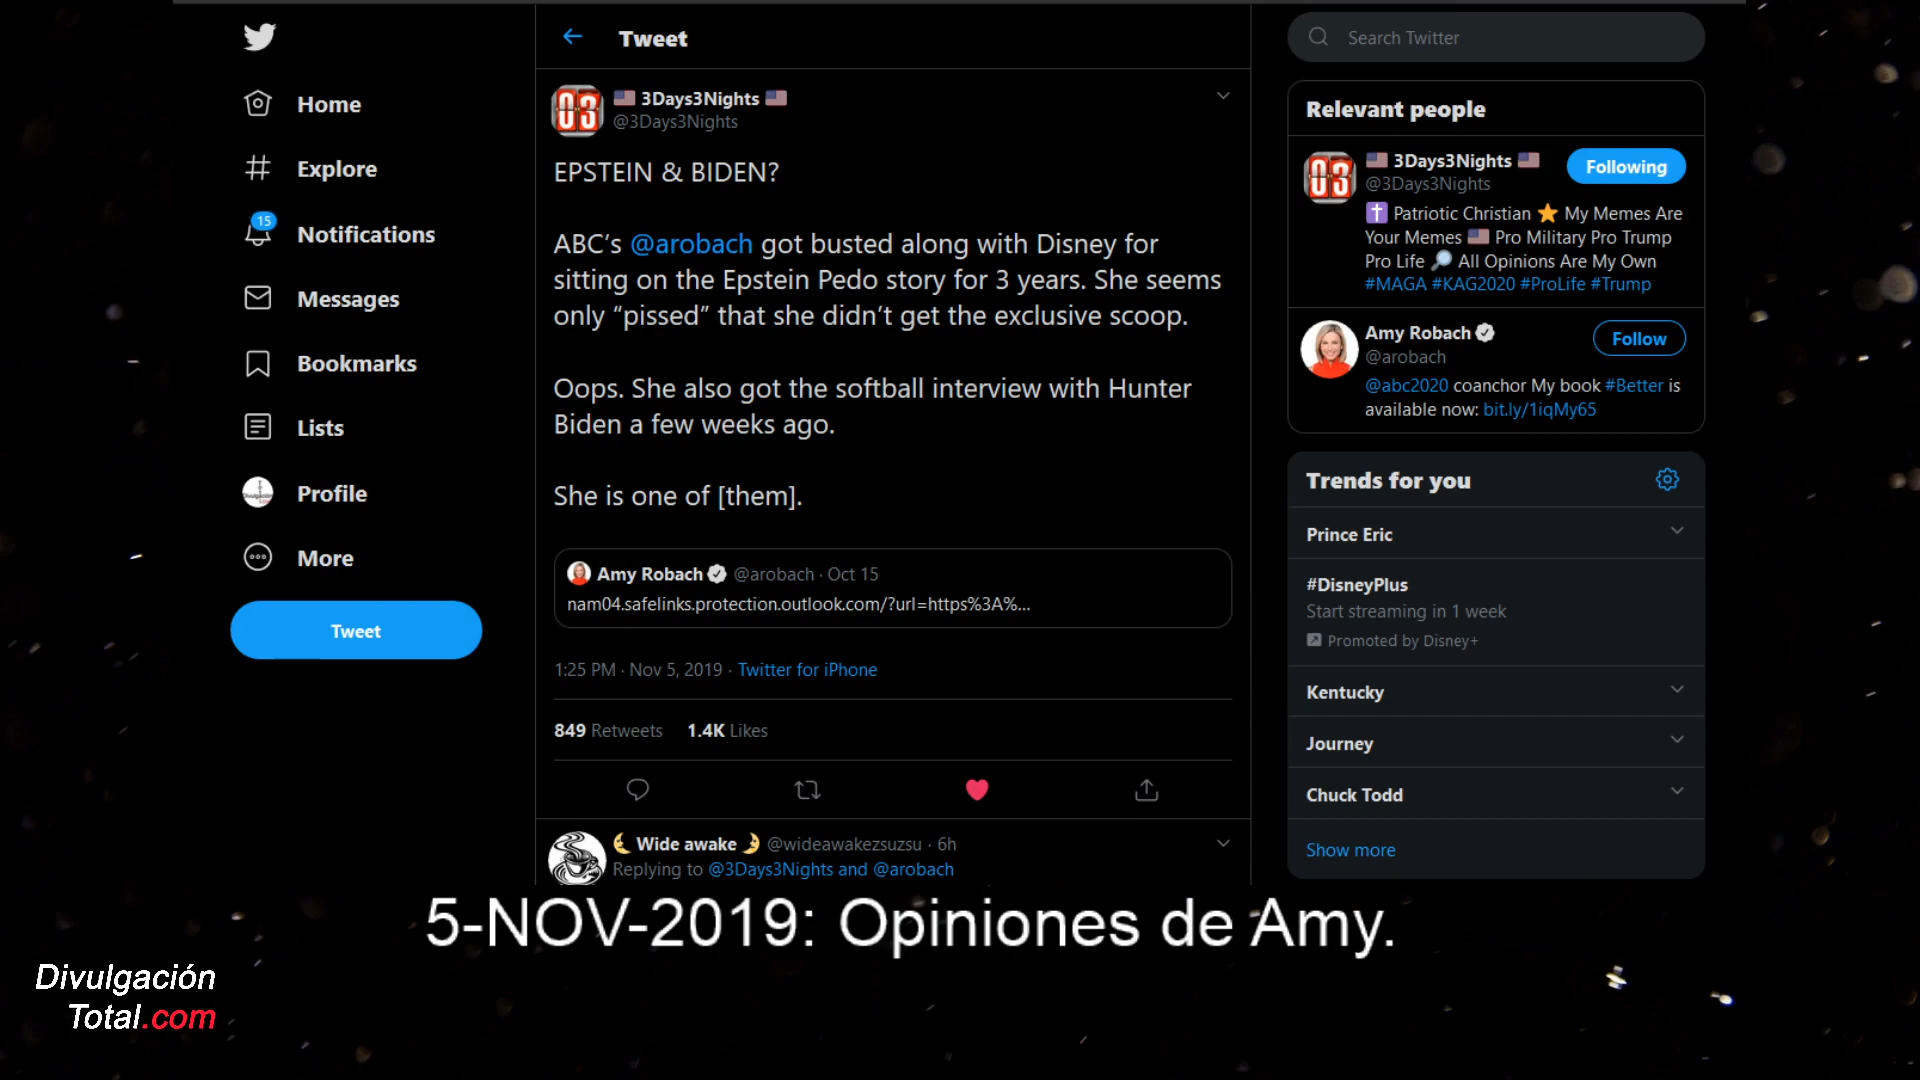 Home
Explore
15
Notifications
Messages
Bookmarks
Lists
Profile
More
Tweet
Tweet
03
3Days3Nights
@3Days3Nights
EPSTEIN & BIDEN?
ABC's @arobach got busted along with Disney for
sitting on the Epstein Pedo story for 3 years. She seems
only “pissed” that she didn't get the exclusive scoop.
Oops. She also got the softball interview with Hunter
Biden a few weeks ago.
She is one of [them].
Amy Robach @arobach · Oct 15
nam04.safelinks.protection.outlook.com/?url=https%3A%...
1:25 PM · Nov 5, 2019 · Twitter for iPhone
849 Retweets 1.4K Likes
Wide awake @wideawakezsuzsu · 6h
Replying to @3Days3Nights and @arobach
Search Twitter
Relevant people
03
3Days3Nights
@3Days3Nights
Following
Patriotic Christian ⭐ My Memes Are
Your Memes Pro Military Pro Trump
Pro Life All Opinions Are My Own
#MAGA #KAG2020 #ProLife #Trump
Amy Robach
@arobach
Follow
@abc2020 coanchor My book #Better is
available now: bit.ly/1iqMy65
Trends for you
Prince Eric
#DisneyPlus
Start streaming in 1 week
Promoted by Disney+
Kentucky
Journey
Chuck Todd
Show more
5-NOV-2019: Opiniones de Amy.
Divulgación
Total.com